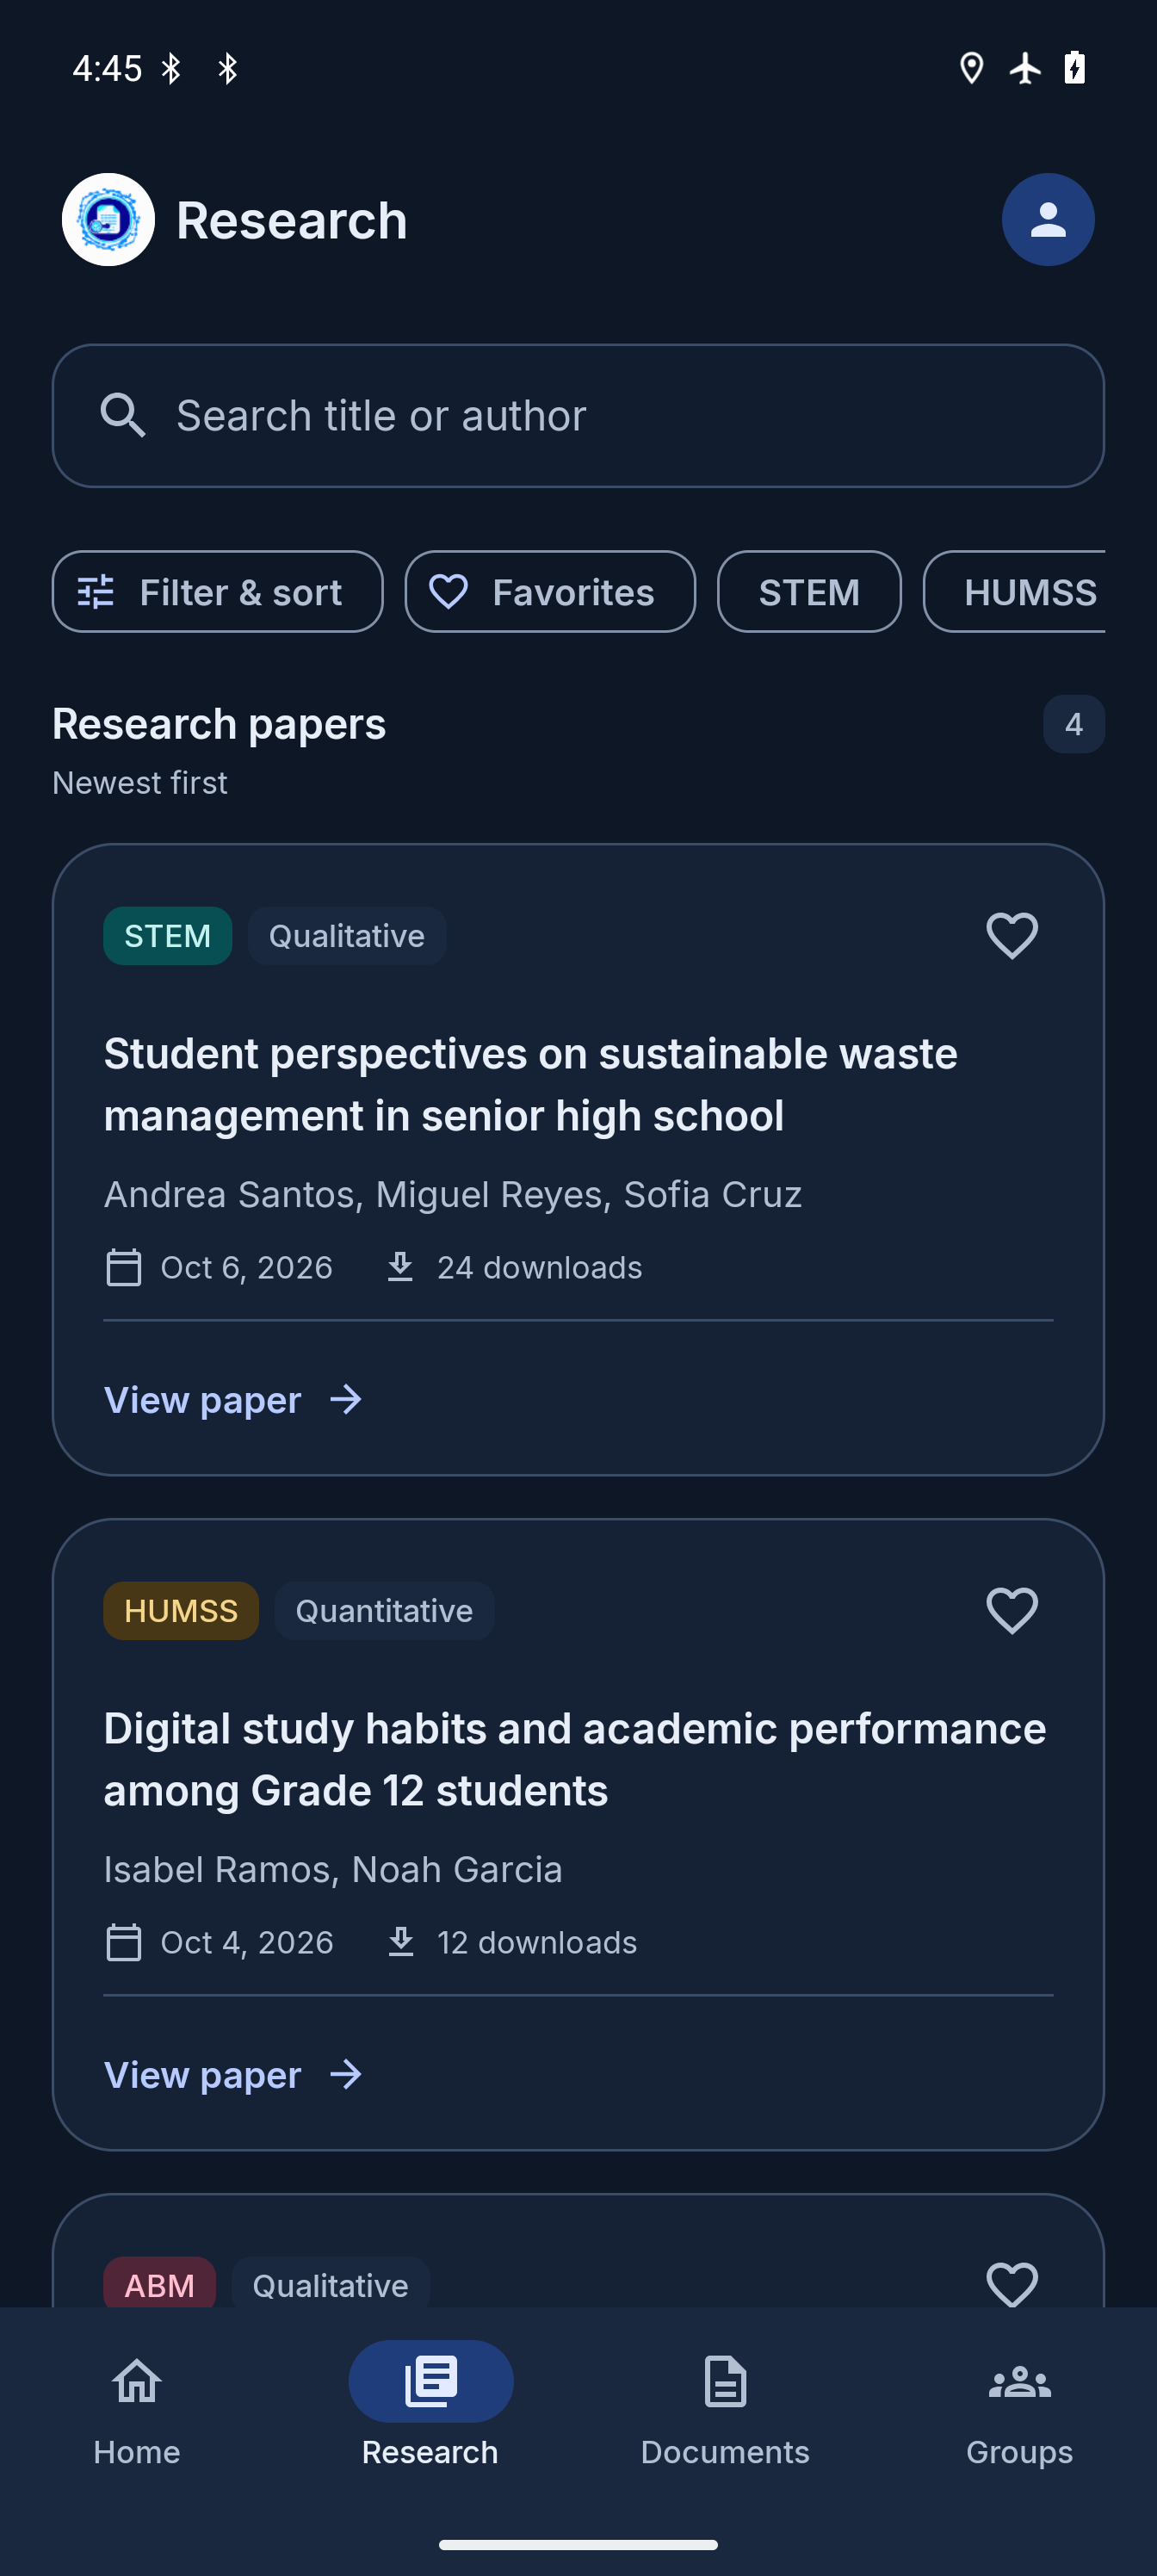 4:45
Research
Search title or author
Filter & sort
Favorites
STEM
HUMSS
Research papers
4
Newest first
STEM
Qualitative
Student perspectives on sustainable waste
management in senior high school
Andrea Santos, Miguel Reyes, Sofia Cruz
Oct 6, 2026
24 downloads
View paper
HUMSS
Quantitative
Digital study habits and academic performance
among Grade 12 students
Isabel Ramos, Noah Garcia
Oct 4, 2026
12 downloads
View paper
ABM
Qualitative
Home
Research
Documents
Groups